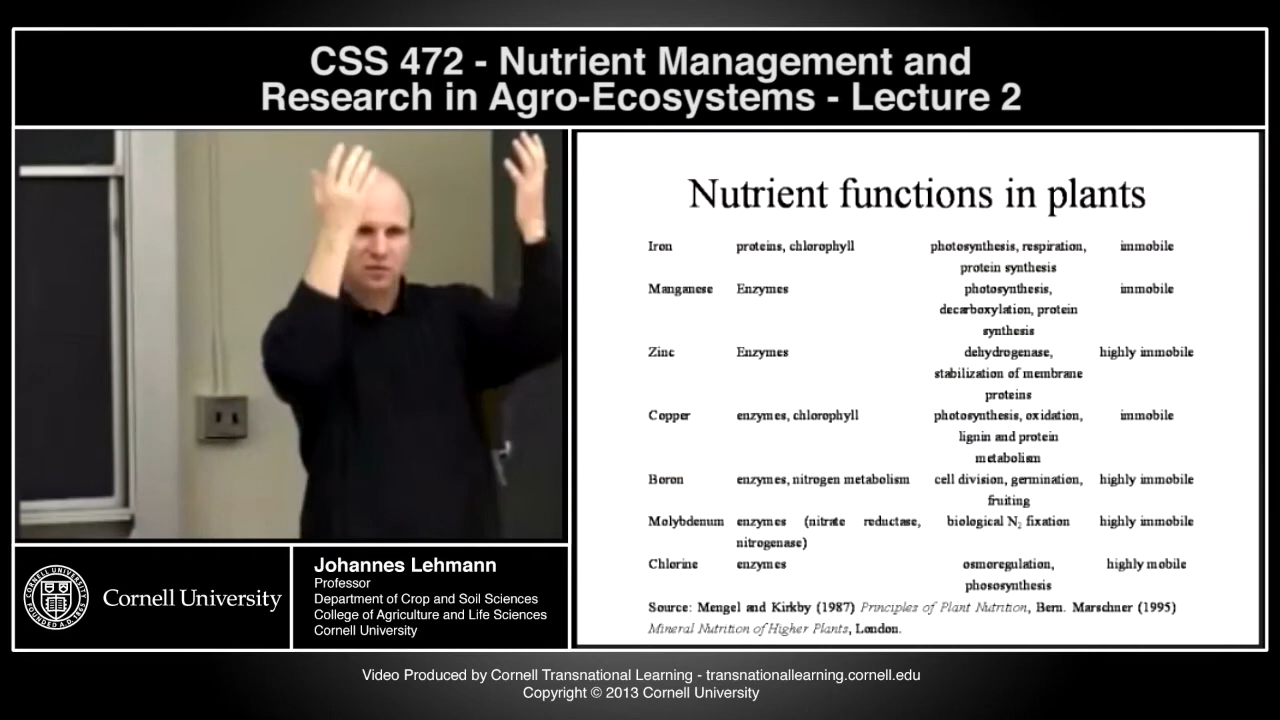 CSS 472 - Nutrient Management and
Research in Agro-Ecosystems - Lecture 2
Nutrient functions in plants
Iron proteins, chlorophyll photosynthesis, respiration, immobile
protein synthesis
Manganese Enzymes photosynthesis, immobile
decarboxylation, protein
synthesis
Zinc Enzymes dehydrogenase, highly immobile
stabilization of membrane
proteins
Copper enzymes, chlorophyll photosynthesis, oxidation, immobile
lignin and protein
metabolism
Boron enzymes, nitrogen metabolism cell division, germination, highly immobile
fruiting
Molybdenum enzymes (nitrate reductase, biological N₂ fixation highly immobile
nitrogenase)
Chlorine enzymes osmoregulation, highly mobile
phososynthesis
Source: Mengel and Kirkby (1987) Principles of Plant Nutrition, Bern. Marschner (1995)
Mineral Nutrition of Higher Plants, London.
Cornell University
Johannes Lehmann
Professor
Department of Crop and Soil Sciences
College of Agriculture and Life Sciences
Cornell University
Video Produced by Cornell Transnational Learning - transnationallearning.cornell.edu
Copyright © 2013 Cornell University